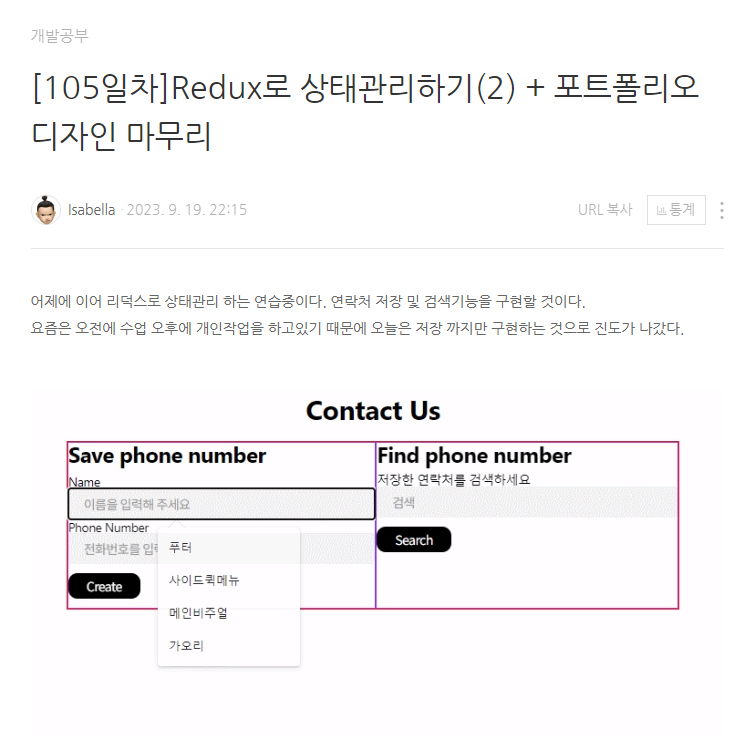 개발공부
[105일차]Redux로 상태관리하기(2) + 포트폴리오
디자인 마무리
Isabella · 2023. 9. 19. 22:15
URL 복사
통계
어제에 이어 리덕스로 상태관리 하는 연습중이다. 연락처 저장 및 검색기능을 구현할 것이다.
요즘은 오전에 수업 오후에 개인작업을 하고있기 때문에 오늘은 저장 까지만 구현하는 것으로 진도가 나갔다.
Contact Us
Save phone number
Name
이름을 입력해 주세요
Phone Number
전화번호를 입력
Create
푸터
사이드퀵메뉴
메인비주얼
가오리
Find phone number
저장한 연락처를 검색하세요
검색
Search